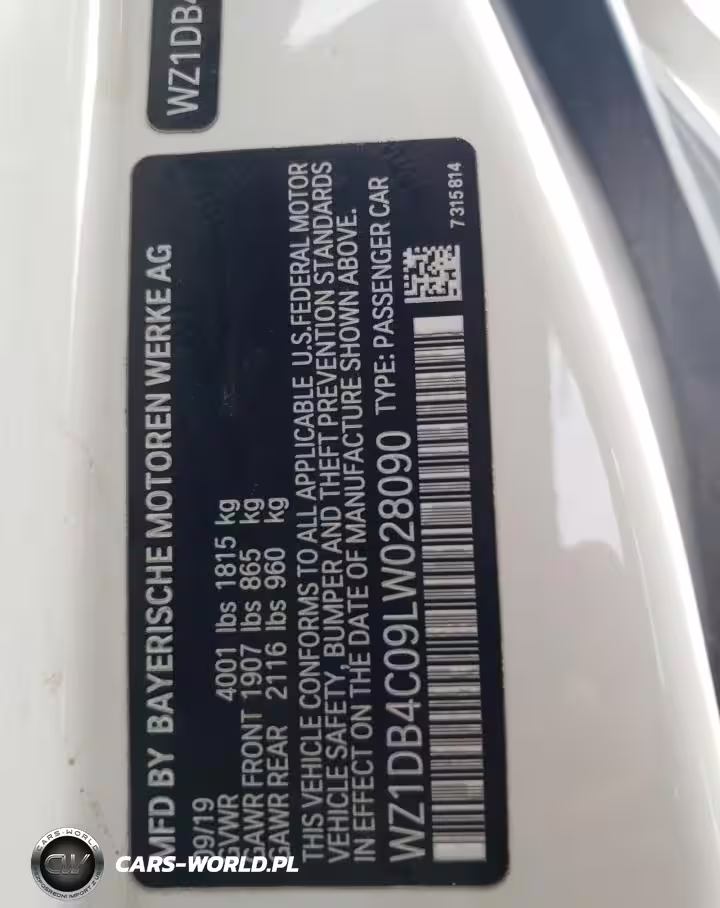 WZ1DB4
MFD BY BAYERISCHE MOTOREN WERKE AG
09/19
GVWR 4001 lbs 1815 kg
GAWR FRONT 1907 lbs 865 kg
GAWR REAR 2116 lbs 960 kg
THIS VEHICLE CONFORMS TO ALL APPLICABLE U.S.FEDERAL MOTOR
VEHICLE SAFETY, BUMPER AND THEFT PREVENTION STANDARDS
IN EFFECT ON THE DATE OF MANUFACTURE SHOWN ABOVE.
WZ1DB4C09LW028090 TYPE: PASSENGER CAR
7315814
CARS-WORLD
CW
CARS-WORLD.PL